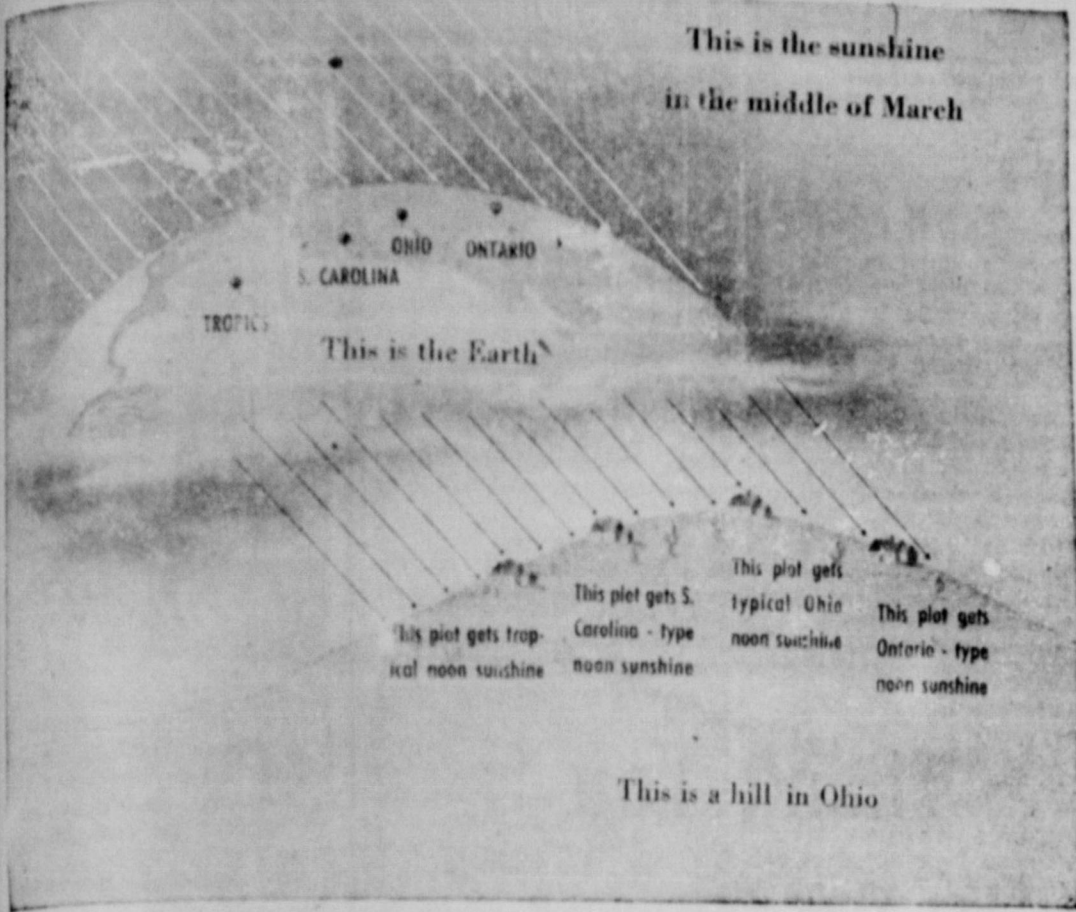 This is the sunshine
in the middle of March
OHIO
ONTARIO
S. CAROLINA
TROPICS
This is the Earth
This plot gets trop-
ical noon sunshine
This plot gets S.
Carolina - type
noon sunshine
This plot gets
typical Ohio
noon sunshine
This plot gets
Ontario - type
noon sunshine
This is a hill in Ohio